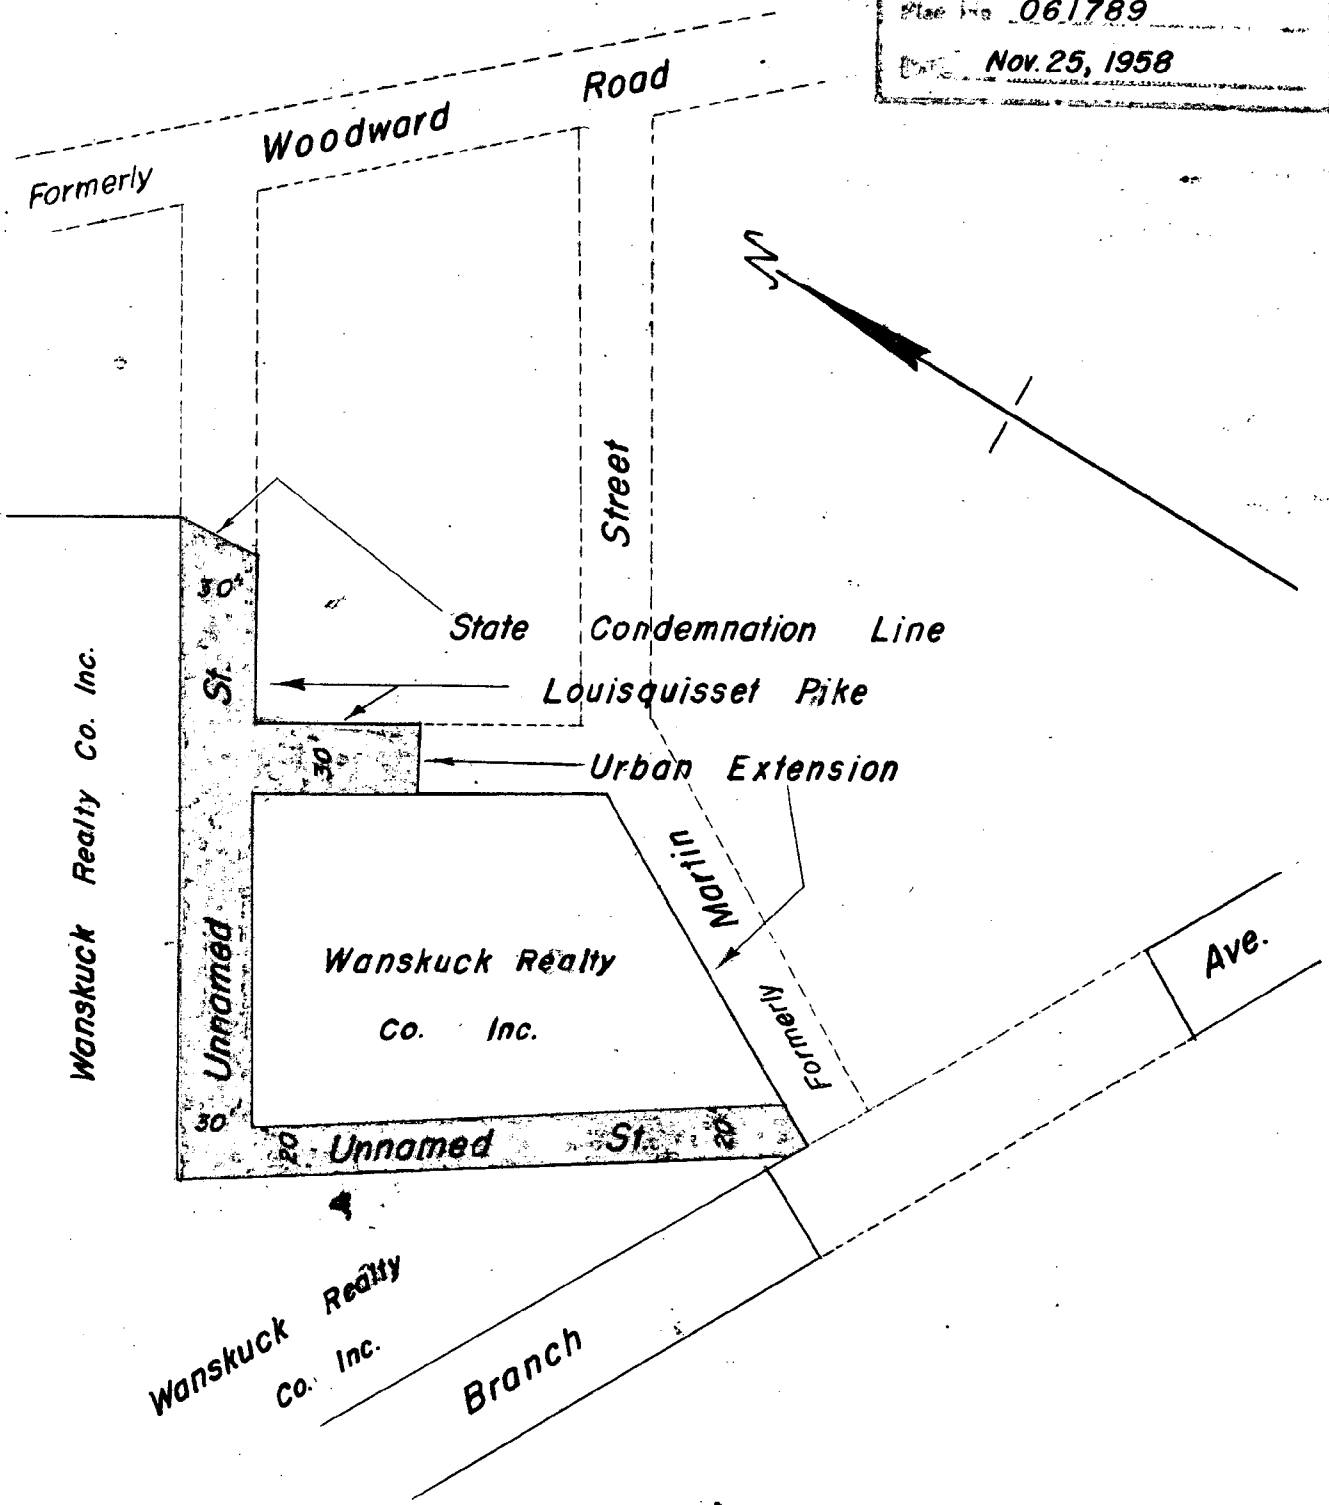 Plae No 061789
Date Nov. 25, 1958
Road
Woodward
Formerly
N
Street
30'
State Condemnation Line
St.
Louisquisset Pike
30'
Urban Extension
Wanskuck Realty Co. Inc.
Martin
Formerly
Ave.
Unnamed
Wanskuck Realty
Co. Inc.
30'
20'
Unnamed St.
20'
Wanskuck Realty
Co. Inc.
Branch